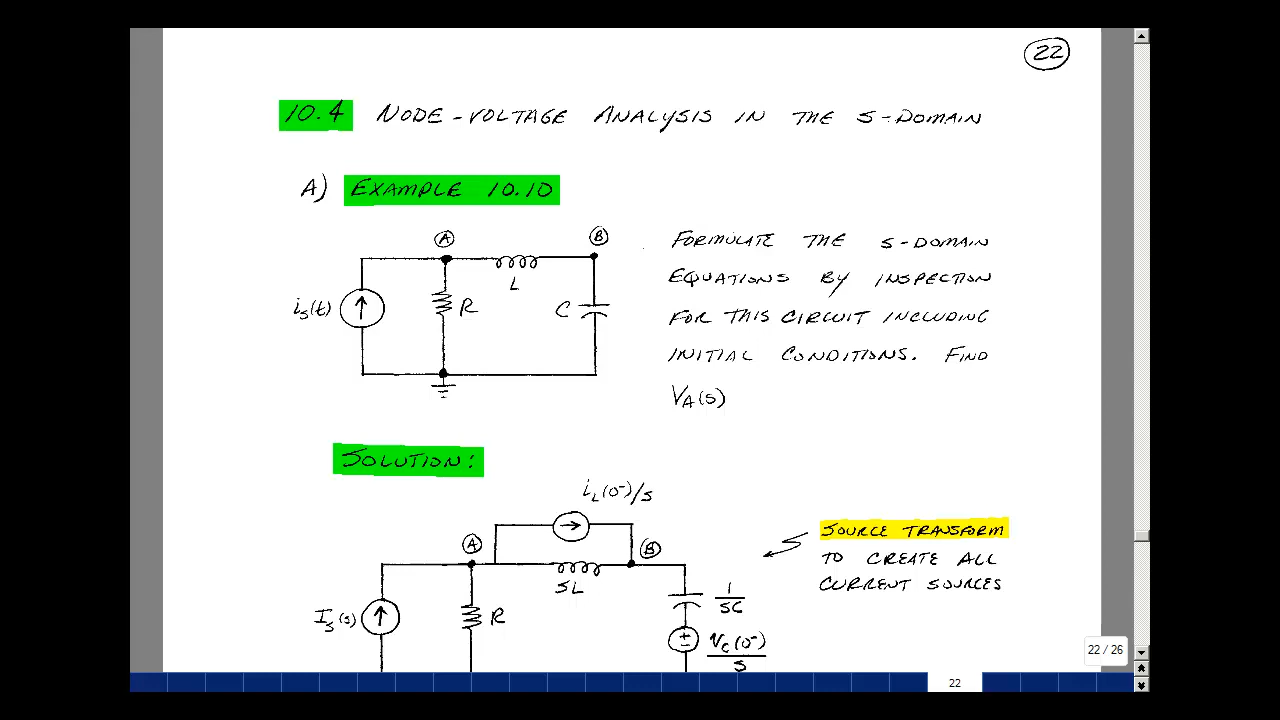 22
10.4 NODE-VOLTAGE ANALYSIS IN THE S-DOMAIN
A) EXAMPLE 10.10
A
B
L
is(t)
R
C
FORMULATE THE S-DOMAIN
EQUATIONS BY INSPECTION
FOR THIS CIRCUIT INCLUDING
INITIAL CONDITIONS. FIND
VA(S)
SOLUTION:
iL(0-)/s
A
B
SL
Is(s)
R
1/SC
+ -
Vc(0-)/s
SOURCE TRANSFORM
TO CREATE ALL
CURRENT SOURCES
22 / 26
22